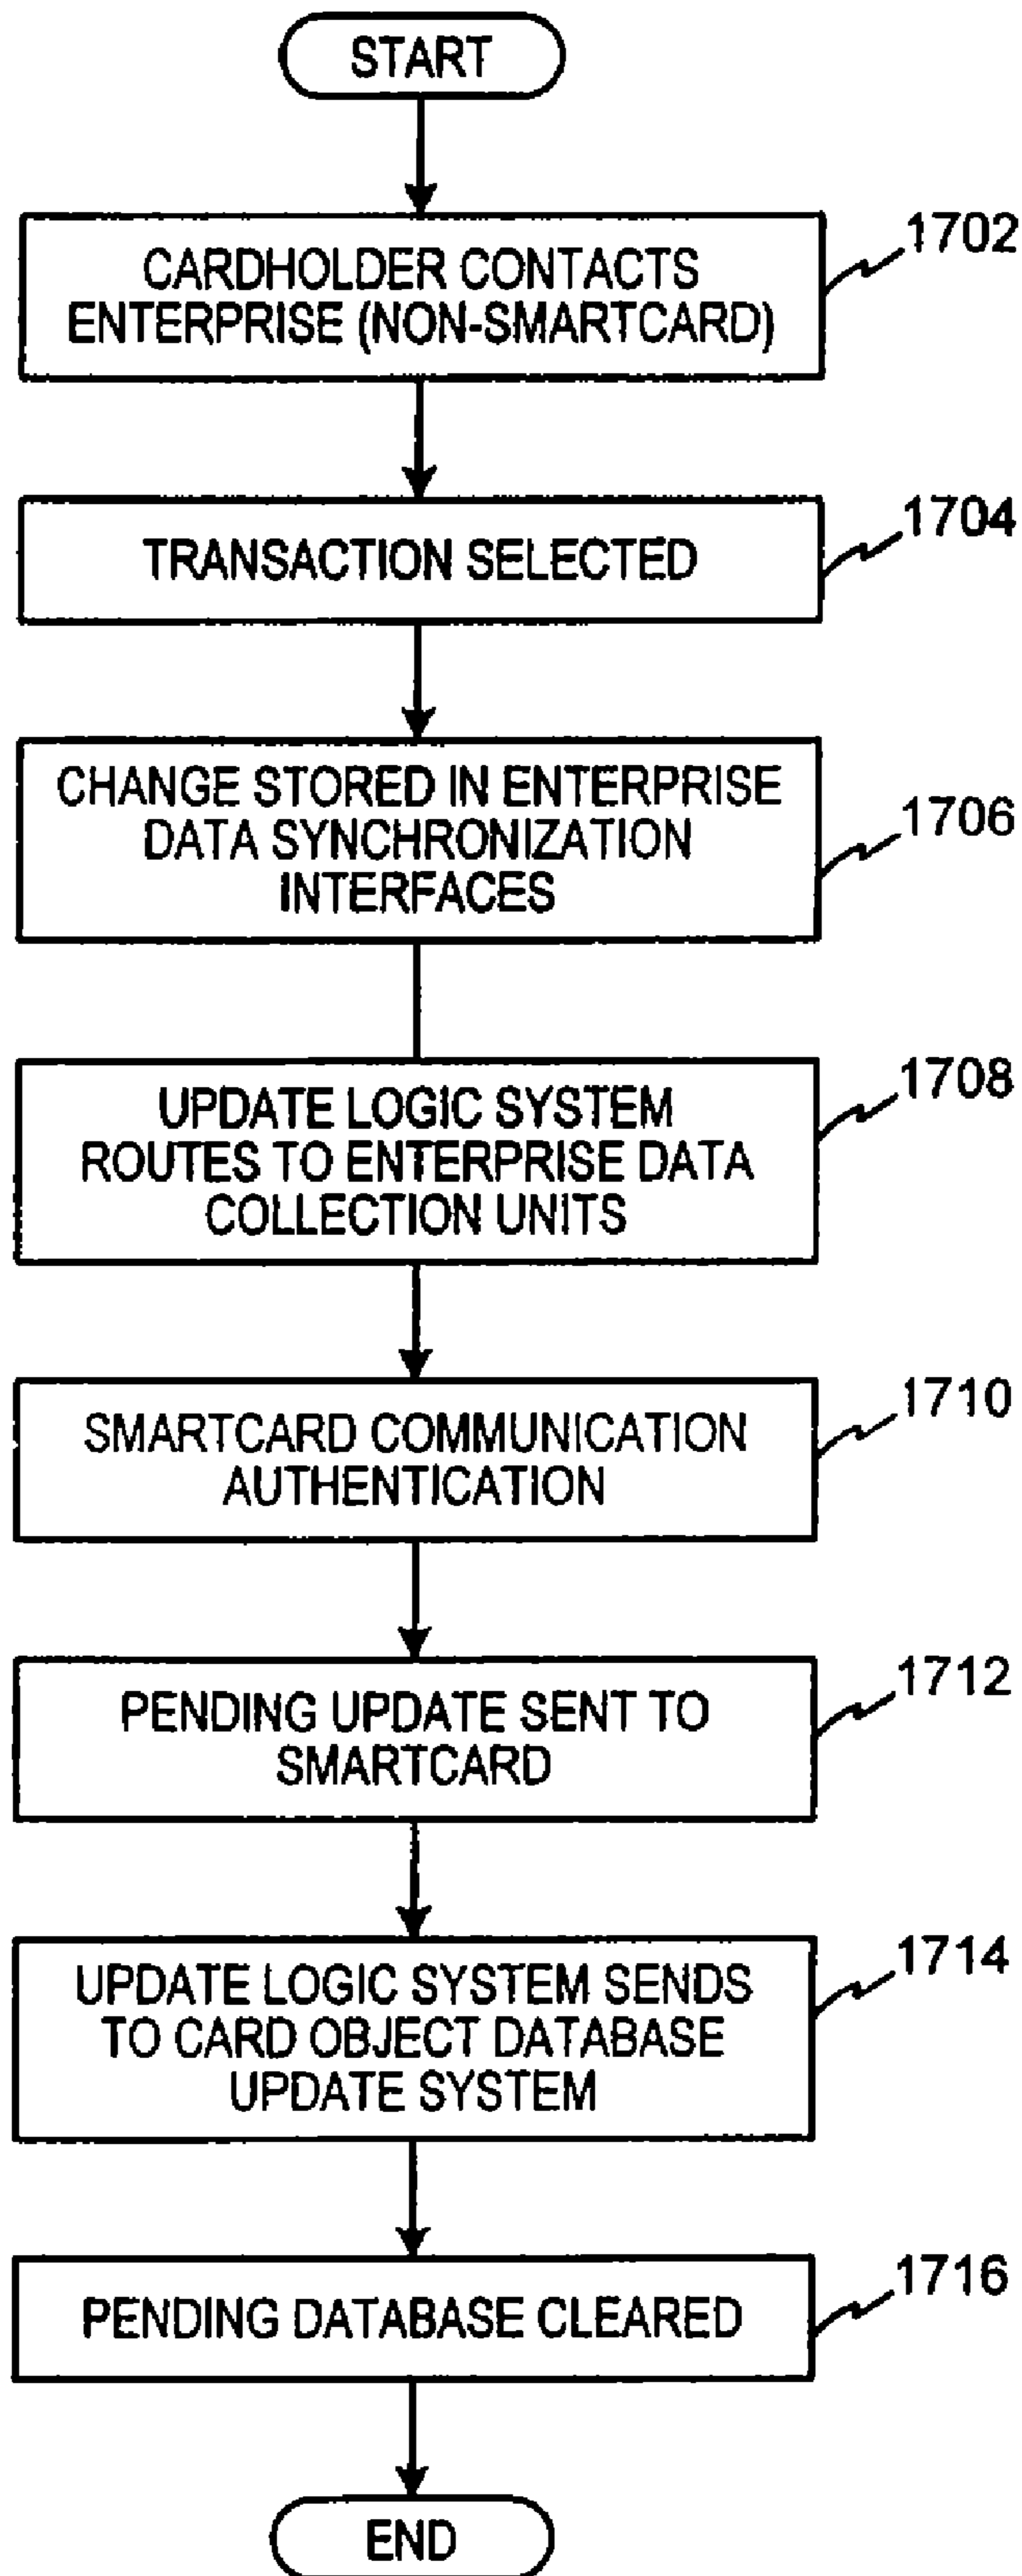 START
CARDHOLDER CONTACTS
ENTERPRISE (NON-SMARTCARD)
1702
TRANSACTION SELECTED
1704
CHANGE STORED IN ENTERPRISE
DATA SYNCHRONIZATION
INTERFACES
1706
UPDATE LOGIC SYSTEM
ROUTES TO ENTERPRISE DATA
COLLECTION UNITS
1708
SMARTCARD COMMUNICATION
AUTHENTICATION
1710
PENDING UPDATE SENT TO
SMARTCARD
1712
UPDATE LOGIC SYSTEM SENDS
TO CARD OBJECT DATABASE
UPDATE SYSTEM
1714
PENDING DATABASE CLEARED
1716
END